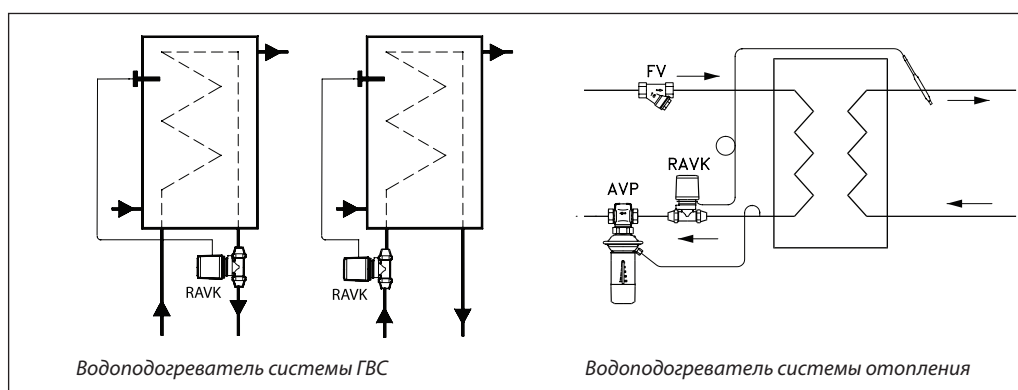 FV
RAVK
AVP
RAVK
RAVK
Водоподогреватель системы ГВС
Водоподогреватель системы отопления